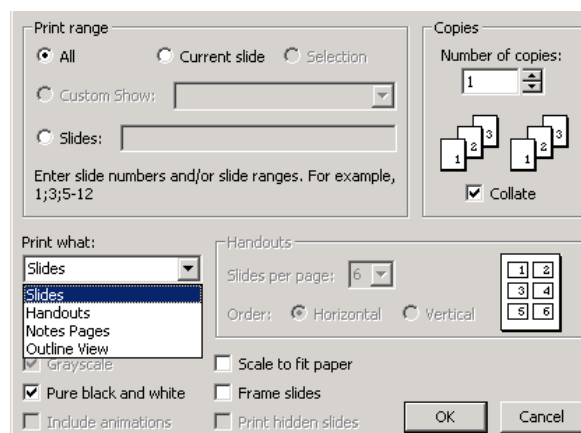 Print range
All
Current slide
Selection
Custom Show:
Slides:
Enter slide numbers and/or slide ranges. For example,
1;3;5-12
Copies
Number of copies:
1
1 2 3 1 2 3
Collate
Print what:
Slides
Slides
Handouts
Notes Pages
Outline View
Handouts
Slides per page: 6
Order: Horizontal Vertical
1 2
3 4
5 6
Grayscale
Scale to fit paper
Pure black and white
Frame slides
Include animations
Print hidden slides
OK
Cancel